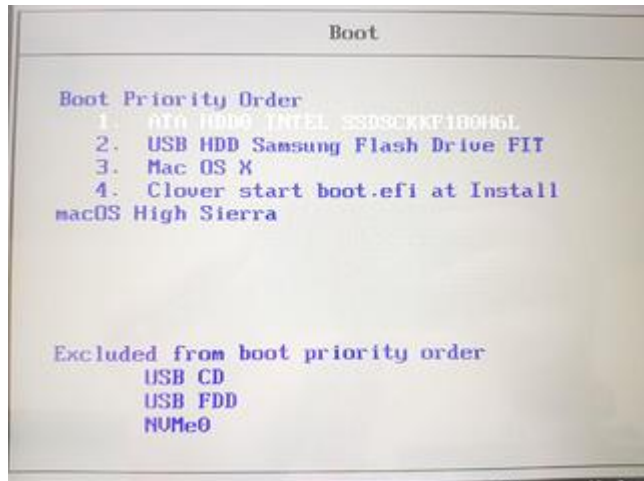 Boot
Boot Priority Order
1. ATA HDD0 INTEL
2. USB HDD Samsung Flash Drive FIT
3. Mac OS X
4. Clover start boot.efi at Install
macOS High Sierra
Excluded from boot priority order
USB CD
USB FDD
NVMe0